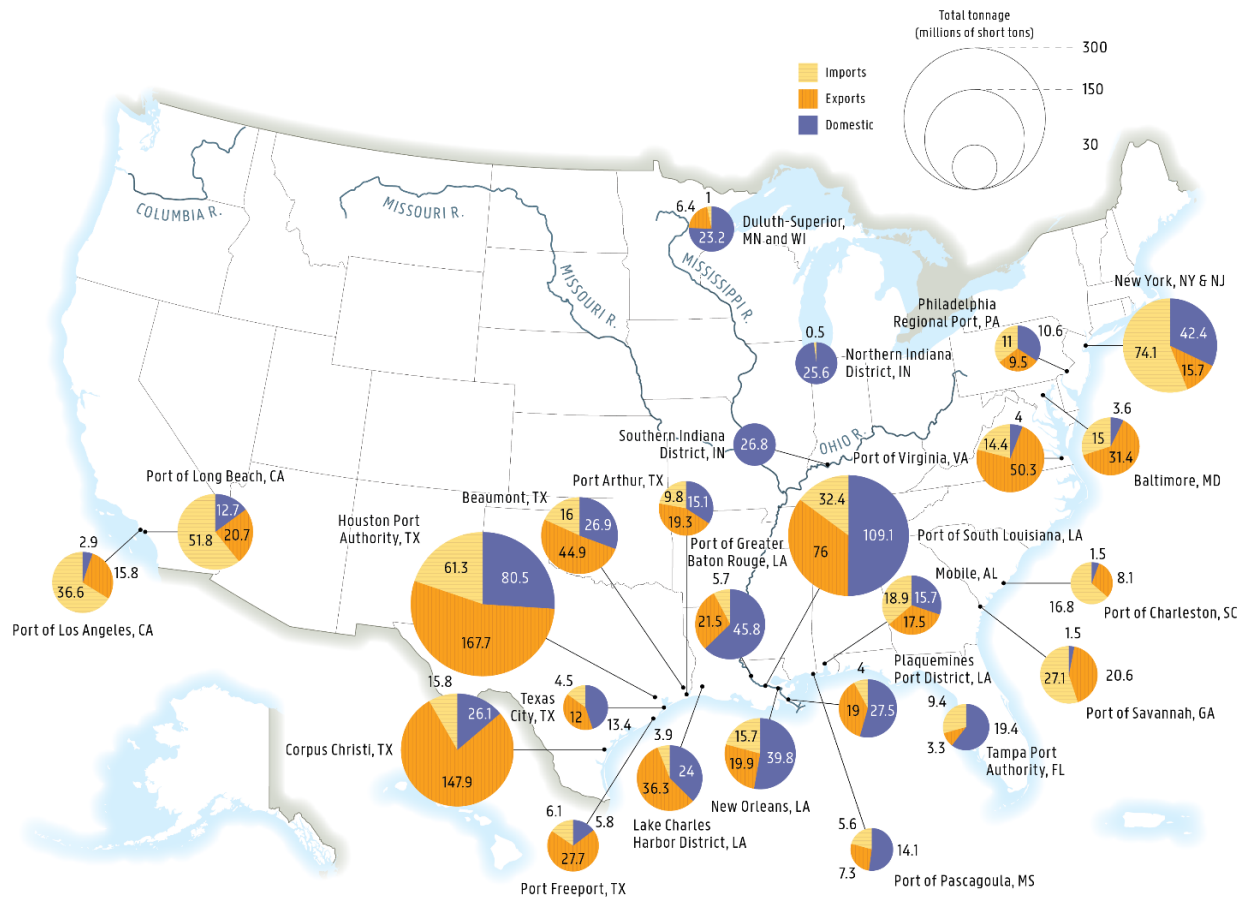 Total tonnage
(millions of short tons)
300
150
30
Imports
Exports
Domestic
COLUMBIA R.
MISSOURI R.
MISSOURI R.
MISSISSIPPI R.
OHIO R.
6.4
1
23.2
Duluth-Superior,
MN and WI
0.5
25.6
Northern Indiana
District, IN
Philadelphia
Regional Port, PA
11
10.6
9.5
New York, NY & NJ
74.1
42.4
15.7
Southern Indiana
District, IN
26.8
Port of Virginia, VA
14.4
4
50.3
3.6
15
31.4
Baltimore, MD
Port of Long Beach, CA
12.7
51.8
20.7
2.9
15.8
36.6
Port of Los Angeles, CA
Houston Port
Authority, TX
61.3
80.5
167.7
Beaumont, TX
16
26.9
44.9
Port Arthur, TX
9.8
15.1
19.3
Port of Greater
Baton Rouge, LA
5.7
21.5
45.8
32.4
109.1
76
Port of South Louisiana, LA
Mobile, AL
18.9
15.7
17.5
1.5
8.1
16.8
Port of Charleston, SC
1.5
27.1
20.6
Port of Savannah, GA
Plaquemines
Port District, LA
4
19
27.5
9.4
19.4
3.3
Tampa Port
Authority, FL
15.8
26.1
Corpus Christi, TX
147.9
4.5
Texas
City, TX
12
13.4
3.9
24
36.3
Lake Charles
Harbor District, LA
15.7
39.8
19.9
New Orleans, LA
6.1
5.8
27.7
Port Freeport, TX
5.6
14.1
7.3
Port of Pascagoula, MS